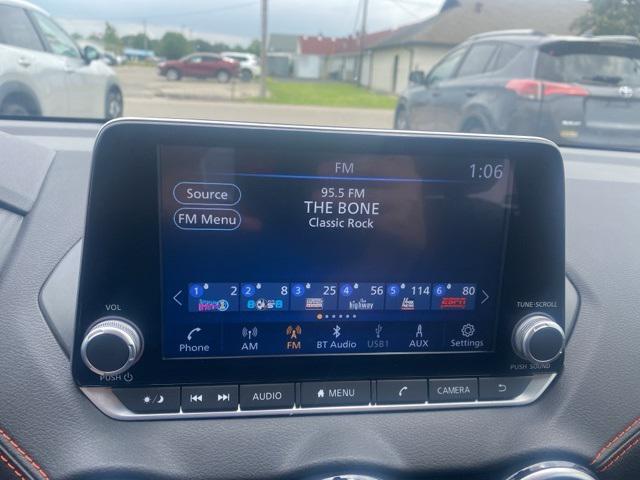 FM
1:06
Source
FM Menu
95.5 FM
THE BONE
Classic Rock
1 2
2 8
3 25
4 56
the highway
5 114
6 80
ESPN
Phone
AM
FM
BT Audio
USB1
AUX
Settings
VOL
PUSH
TUNE·SCROLL
PUSH SOUND
AUDIO
MENU
CAMERA